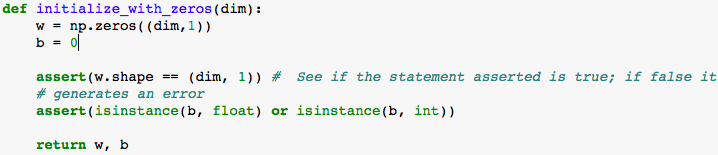 def initialize_with_zeros(dim):
    w = np.zeros((dim,1))
    b = 0
    assert(w.shape == (dim, 1)) #  See if the statement asserted is true; if false it
    # generates an error
    assert(isinstance(b, float) or isinstance(b, int))
    return w, b